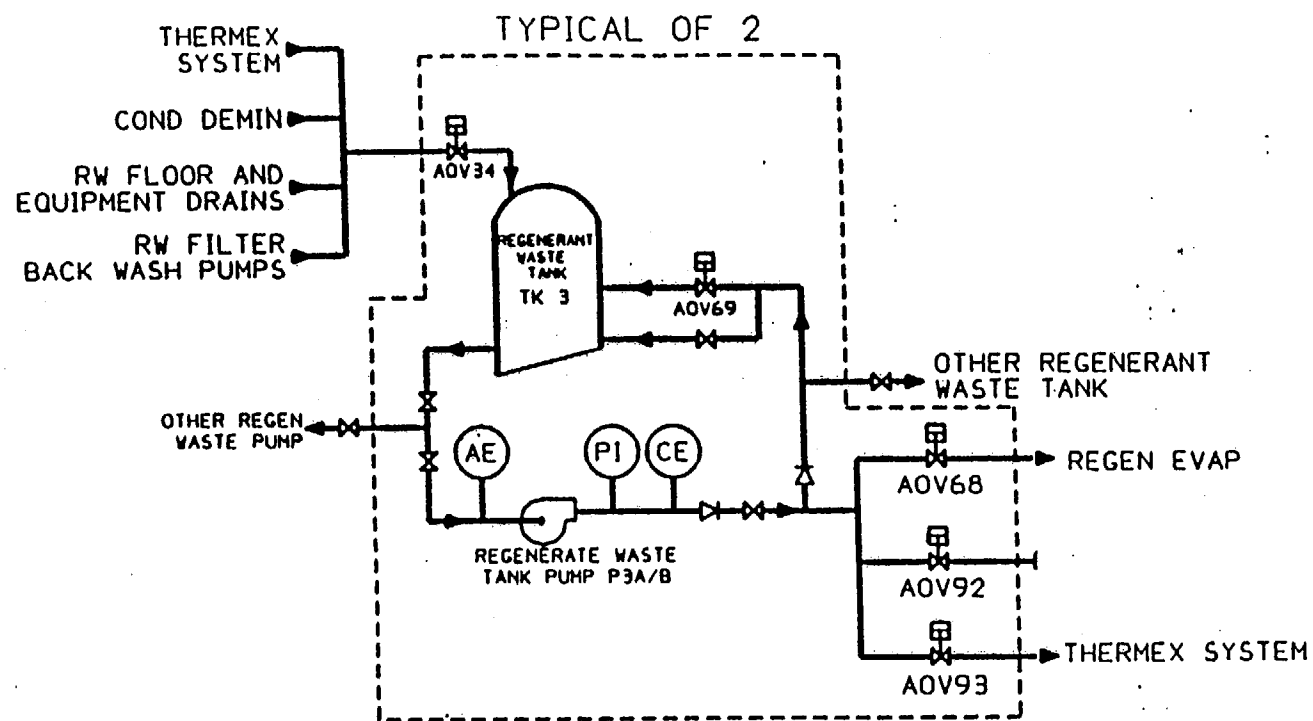 TYPICAL OF 2
THERMEX
SYSTEM
COND DEMIN
RW FLOOR AND
EQUIPMENT DRAINS
RW FILTER
BACK WASH PUMPS
AOV34
REGENERANT
WASTE
TANK
TK 3
AOV69
OTHER REGENERANT
WASTE TANK
OTHER REGEN
WASTE PUMP
AE
PI
CE
AOV68
REGEN EVAP
REGENERATE WASTE
TANK PUMP P3A/B
AOV92
AOV93
THERMEX SYSTEM